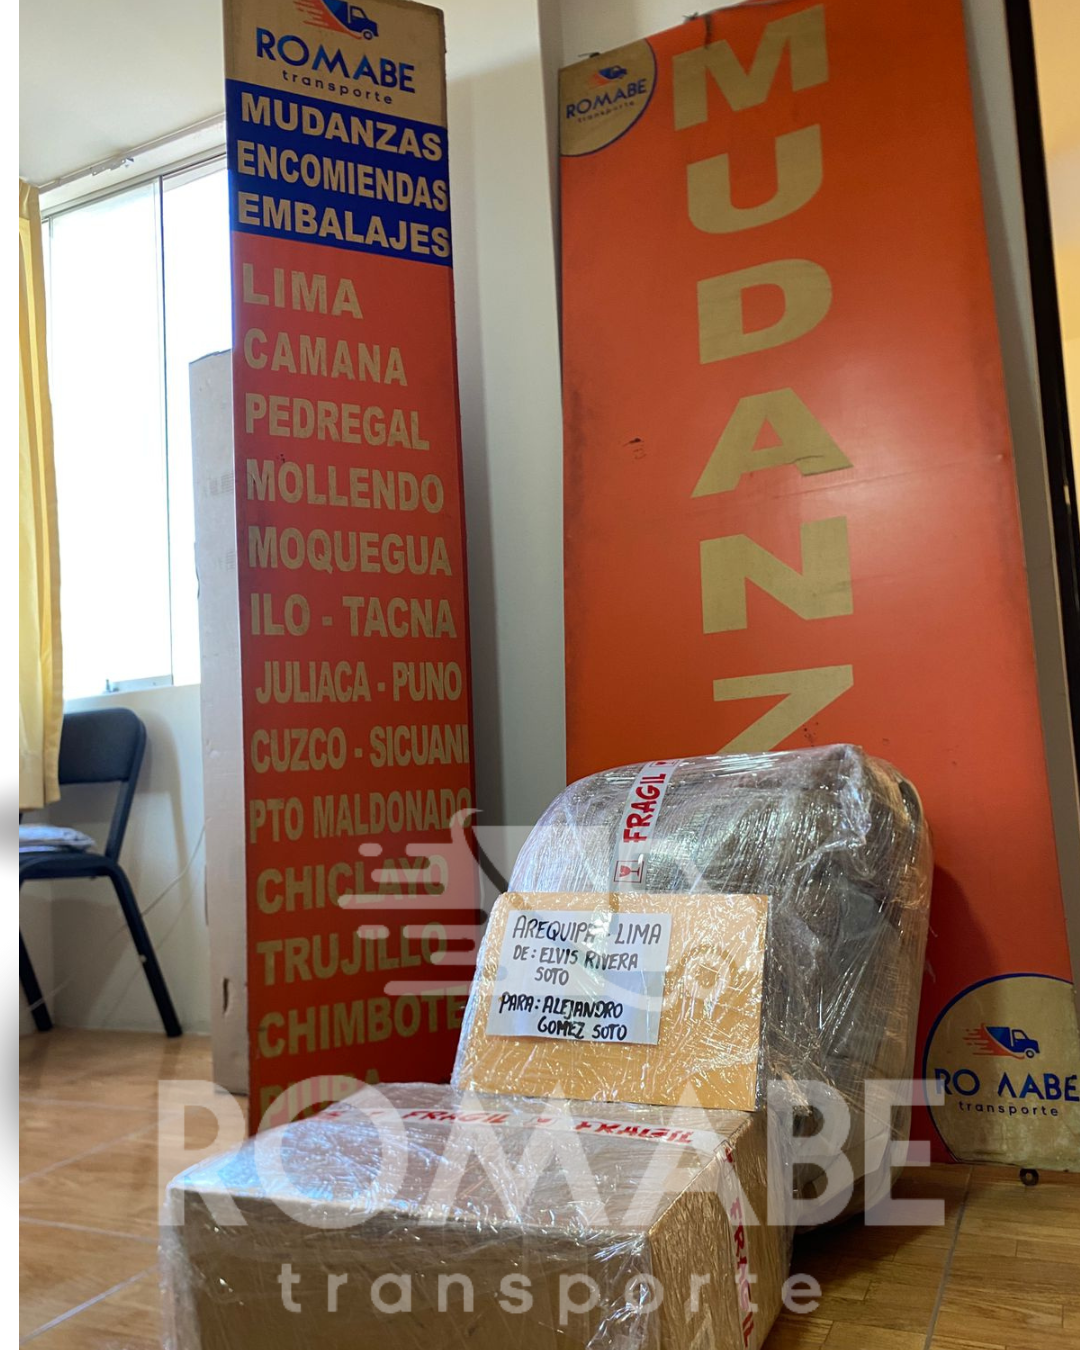 ROMABE
transporte
MUDANZAS
ENCOMIENDAS
EMBALAJES
LIMA
CAMANA
PEDREGAL
MOLLENDO
MOQUEGUA
ILO - TACNA
JULIACA - PUNO
CUZCO - SICUANI
PTO MALDONADO
CHICLAYO
TRUJILLO
CHIMBOTE
PIURA
ROMABE
transporte
M
U
D
A
N
Z
FRAGIL
AREQUIPA - LIMA
DE: ELVIS RIVERA
SOTO
PARA: ALEJANDRO
GOMEZ SOTO
ROMABE
transporte
FRAGIL
FRAGIL
FRAGIL
ROMABE
transporte